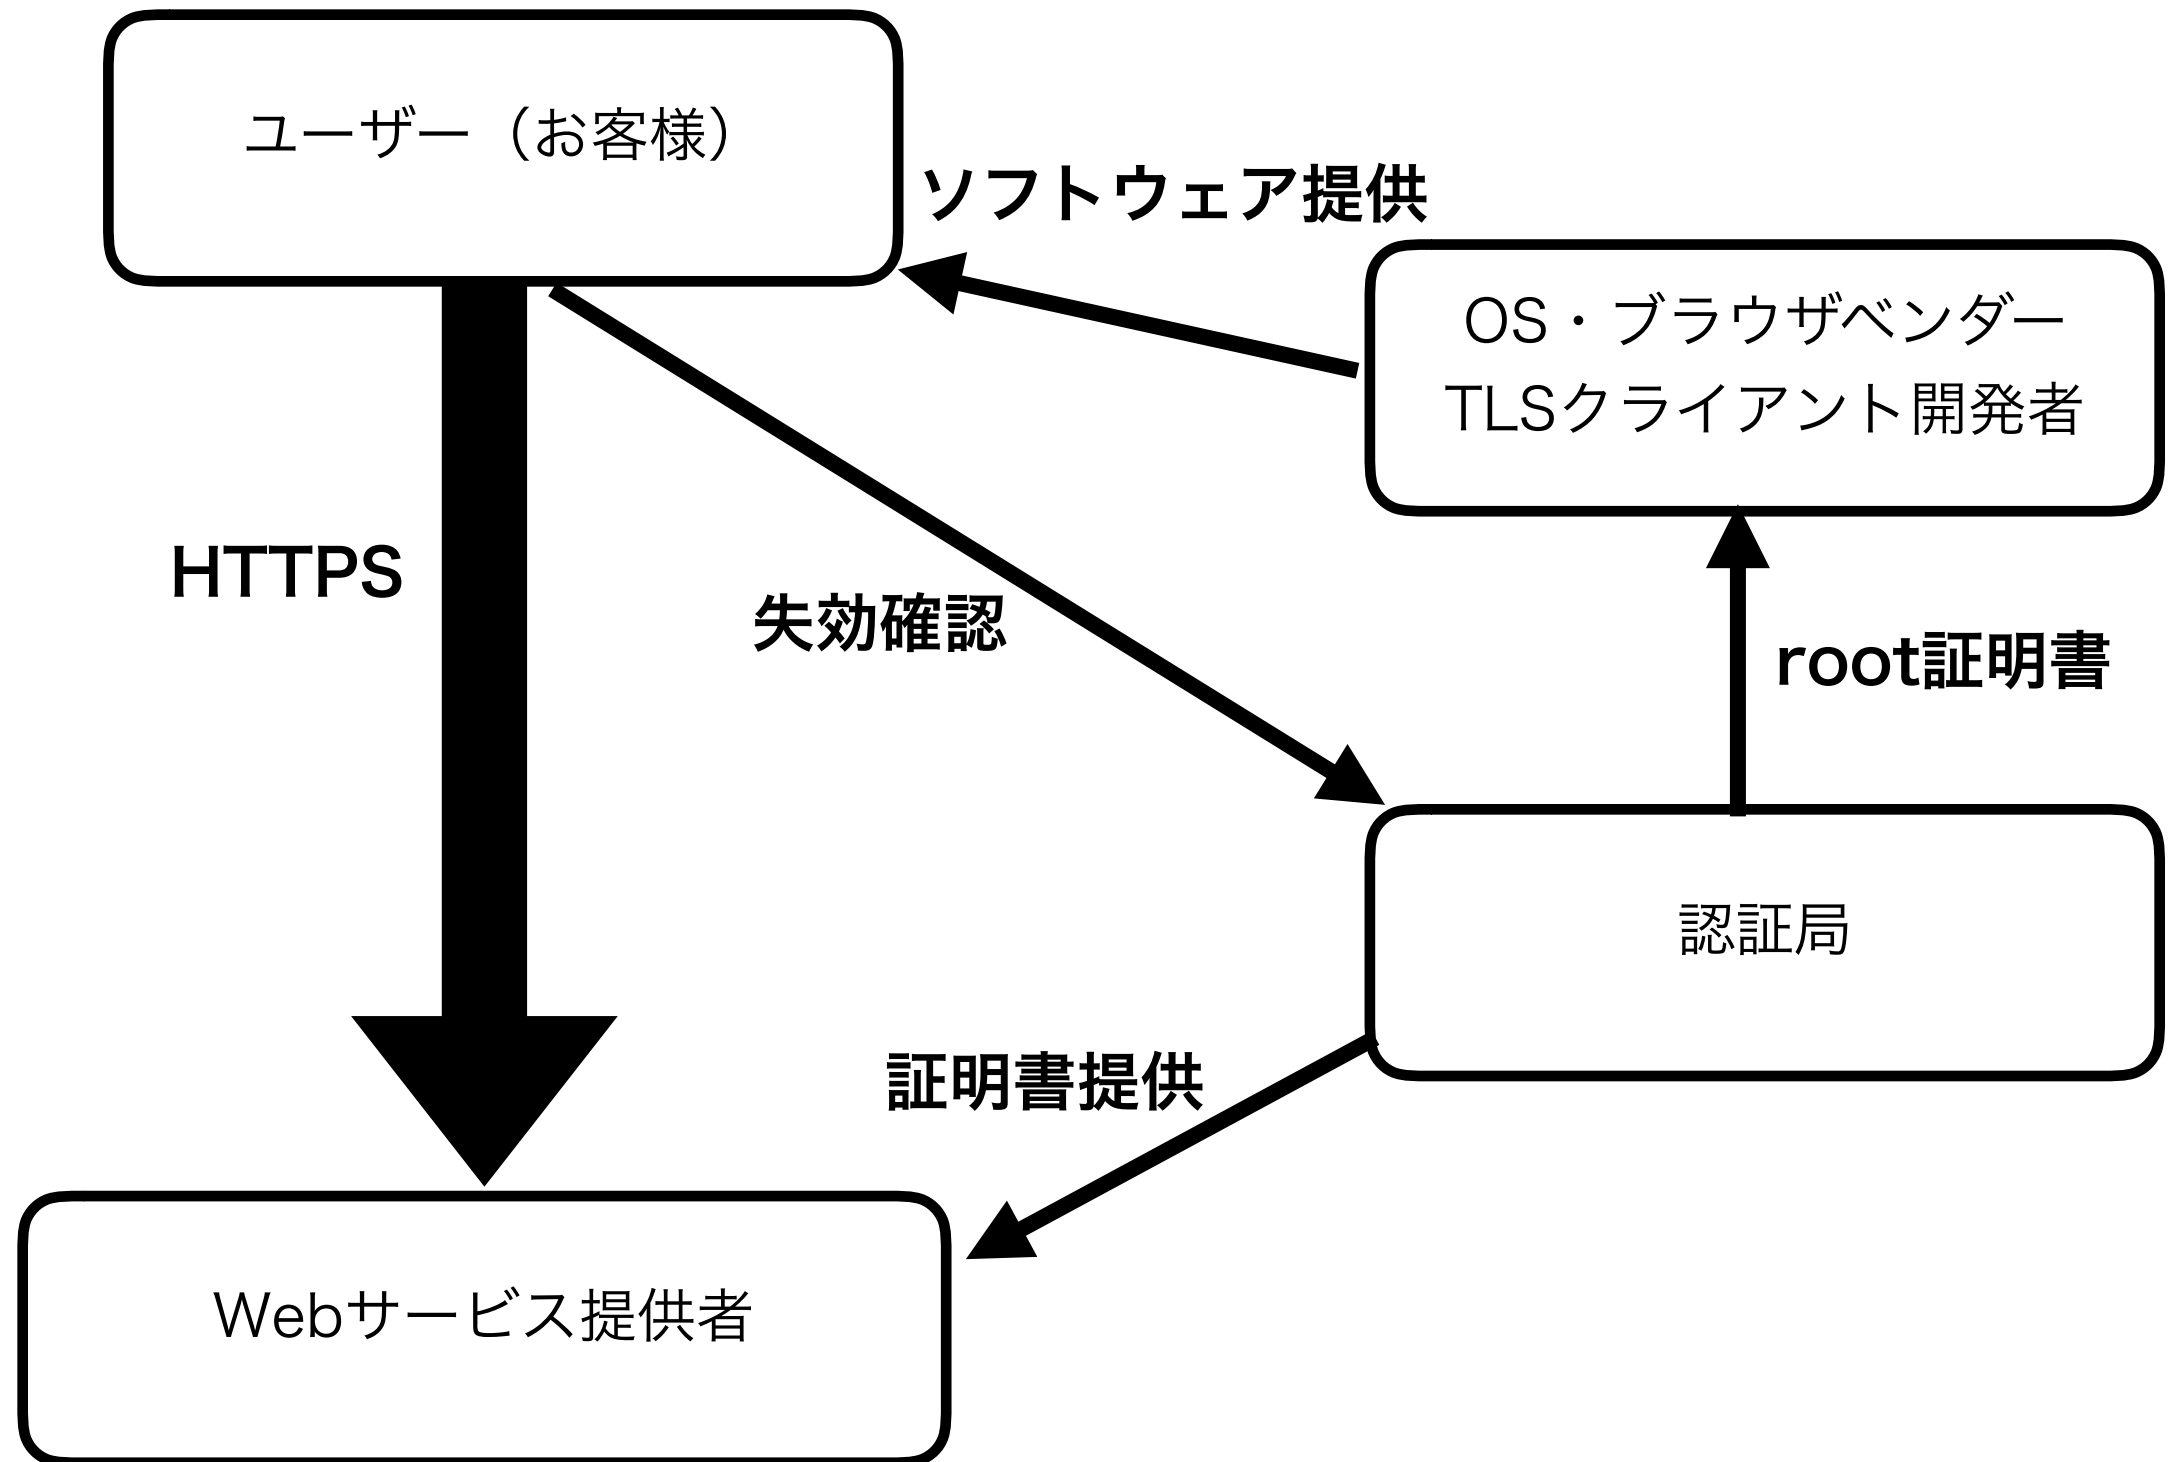 ユーザー（お客様）
ソフトウェア提供
OS・ブラウザベンダー
TLSクライアント開発者
HTTPS
失効確認
root証明書
認証局
証明書提供
Webサービス提供者